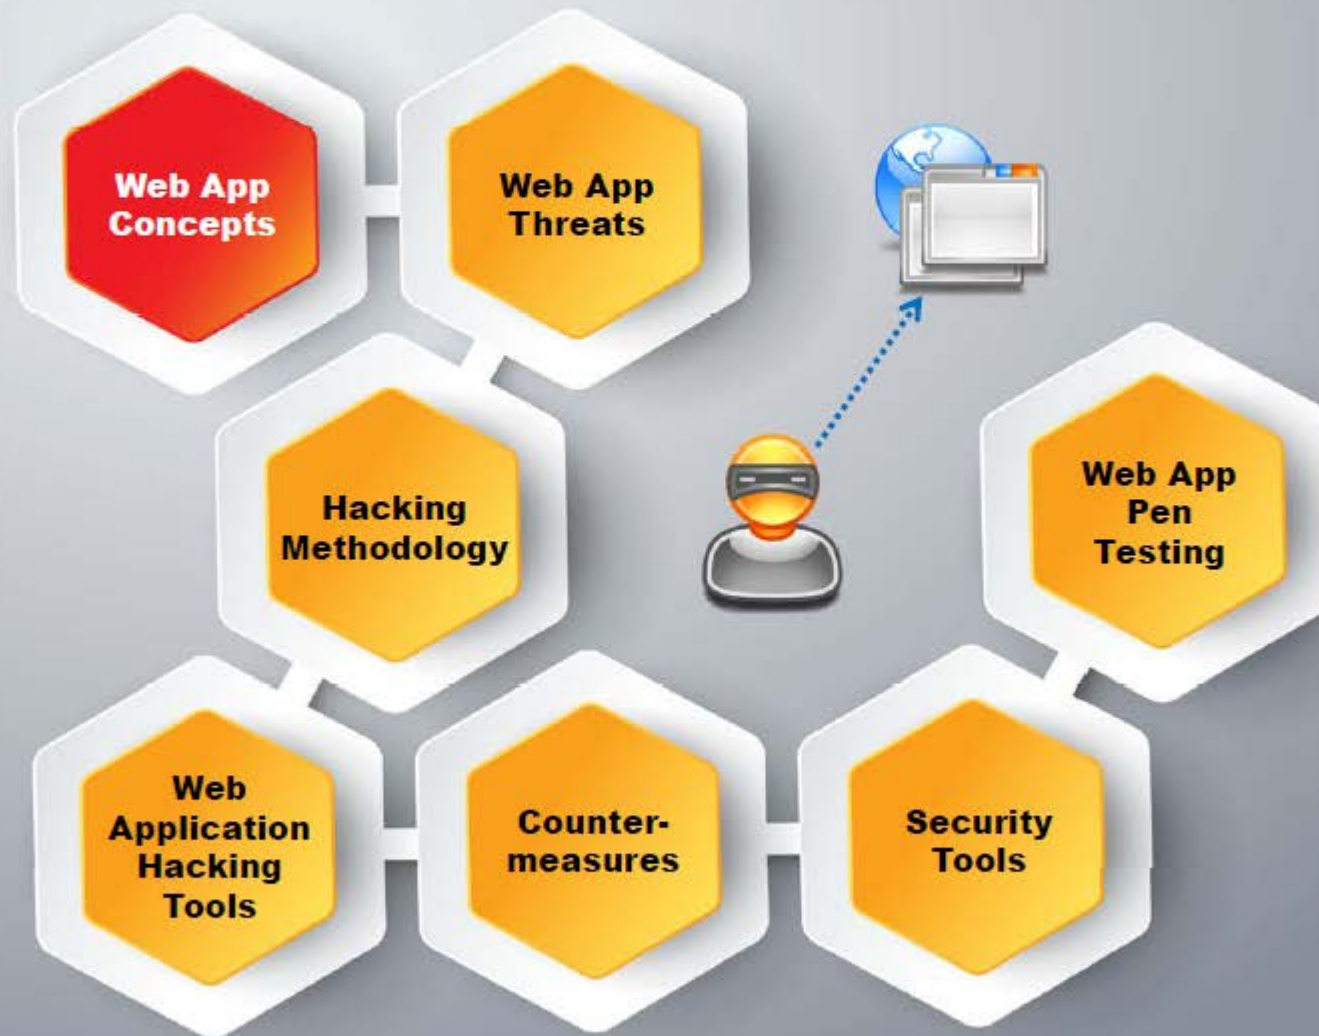 Web App
Concepts
Web App
Threats
Hacking
Methodology
Web App
Pen
Testing
Web
Application
Hacking
Tools
Counter-
measures
Security
Tools